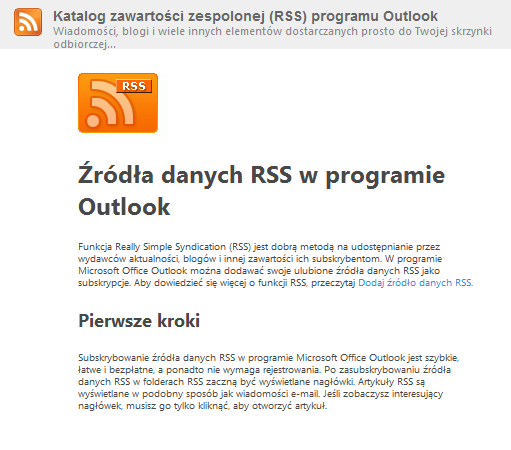 Katalog zawartości zespolonej (RSS) programu Outlook
Wiadomości, blogi i wiele innych elementów dostarczanych prosto do Twojej skrzynki
odbiorczej...
RSS
Źródła danych RSS w programie
Outlook
Funkcja Really Simple Syndication (RSS) jest dobrą metodą na udostępnianie przez
wydawców aktualności, blogów i innej zawartości ich subskrybentom. W programie
Microsoft Office Outlook można dodawać swoje ulubione źródła danych RSS jako
subskrypcje. Aby dowiedzieć się więcej o funkcji RSS, przeczytaj Dodaj źródło danych RSS.
Pierwsze kroki
Subskrybowanie źródła danych RSS w programie Microsoft Office Outlook jest szybkie,
łatwe i bezpłatne, a ponadto nie wymaga rejestrowania. Po zasubskrybowaniu źródła
danych RSS w folderach RSS zaczną być wyświetlane nagłówki. Artykuły RSS są
wyświetlane w podobny sposób jak wiadomości e-mail. Jeśli zobaczysz interesujący
nagłówek, musisz go tylko kliknąć, aby otworzyć artykuł.